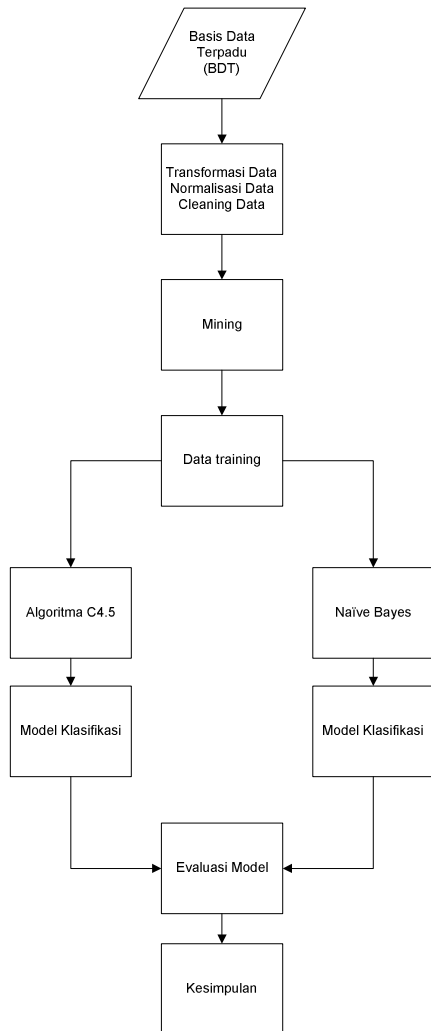 Basis Data
Terpadu
(BDT)
Transformasi Data
Normalisasi Data
Cleaning Data
Mining
Data training
Algoritma C4.5
Naïve Bayes
Model Klasifikasi
Model Klasifikasi
Evaluasi Model
Kesimpulan